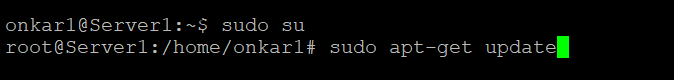 onkar1@Server1:~$ sudo su
root@Server1:/home/onkar1# sudo apt-get update